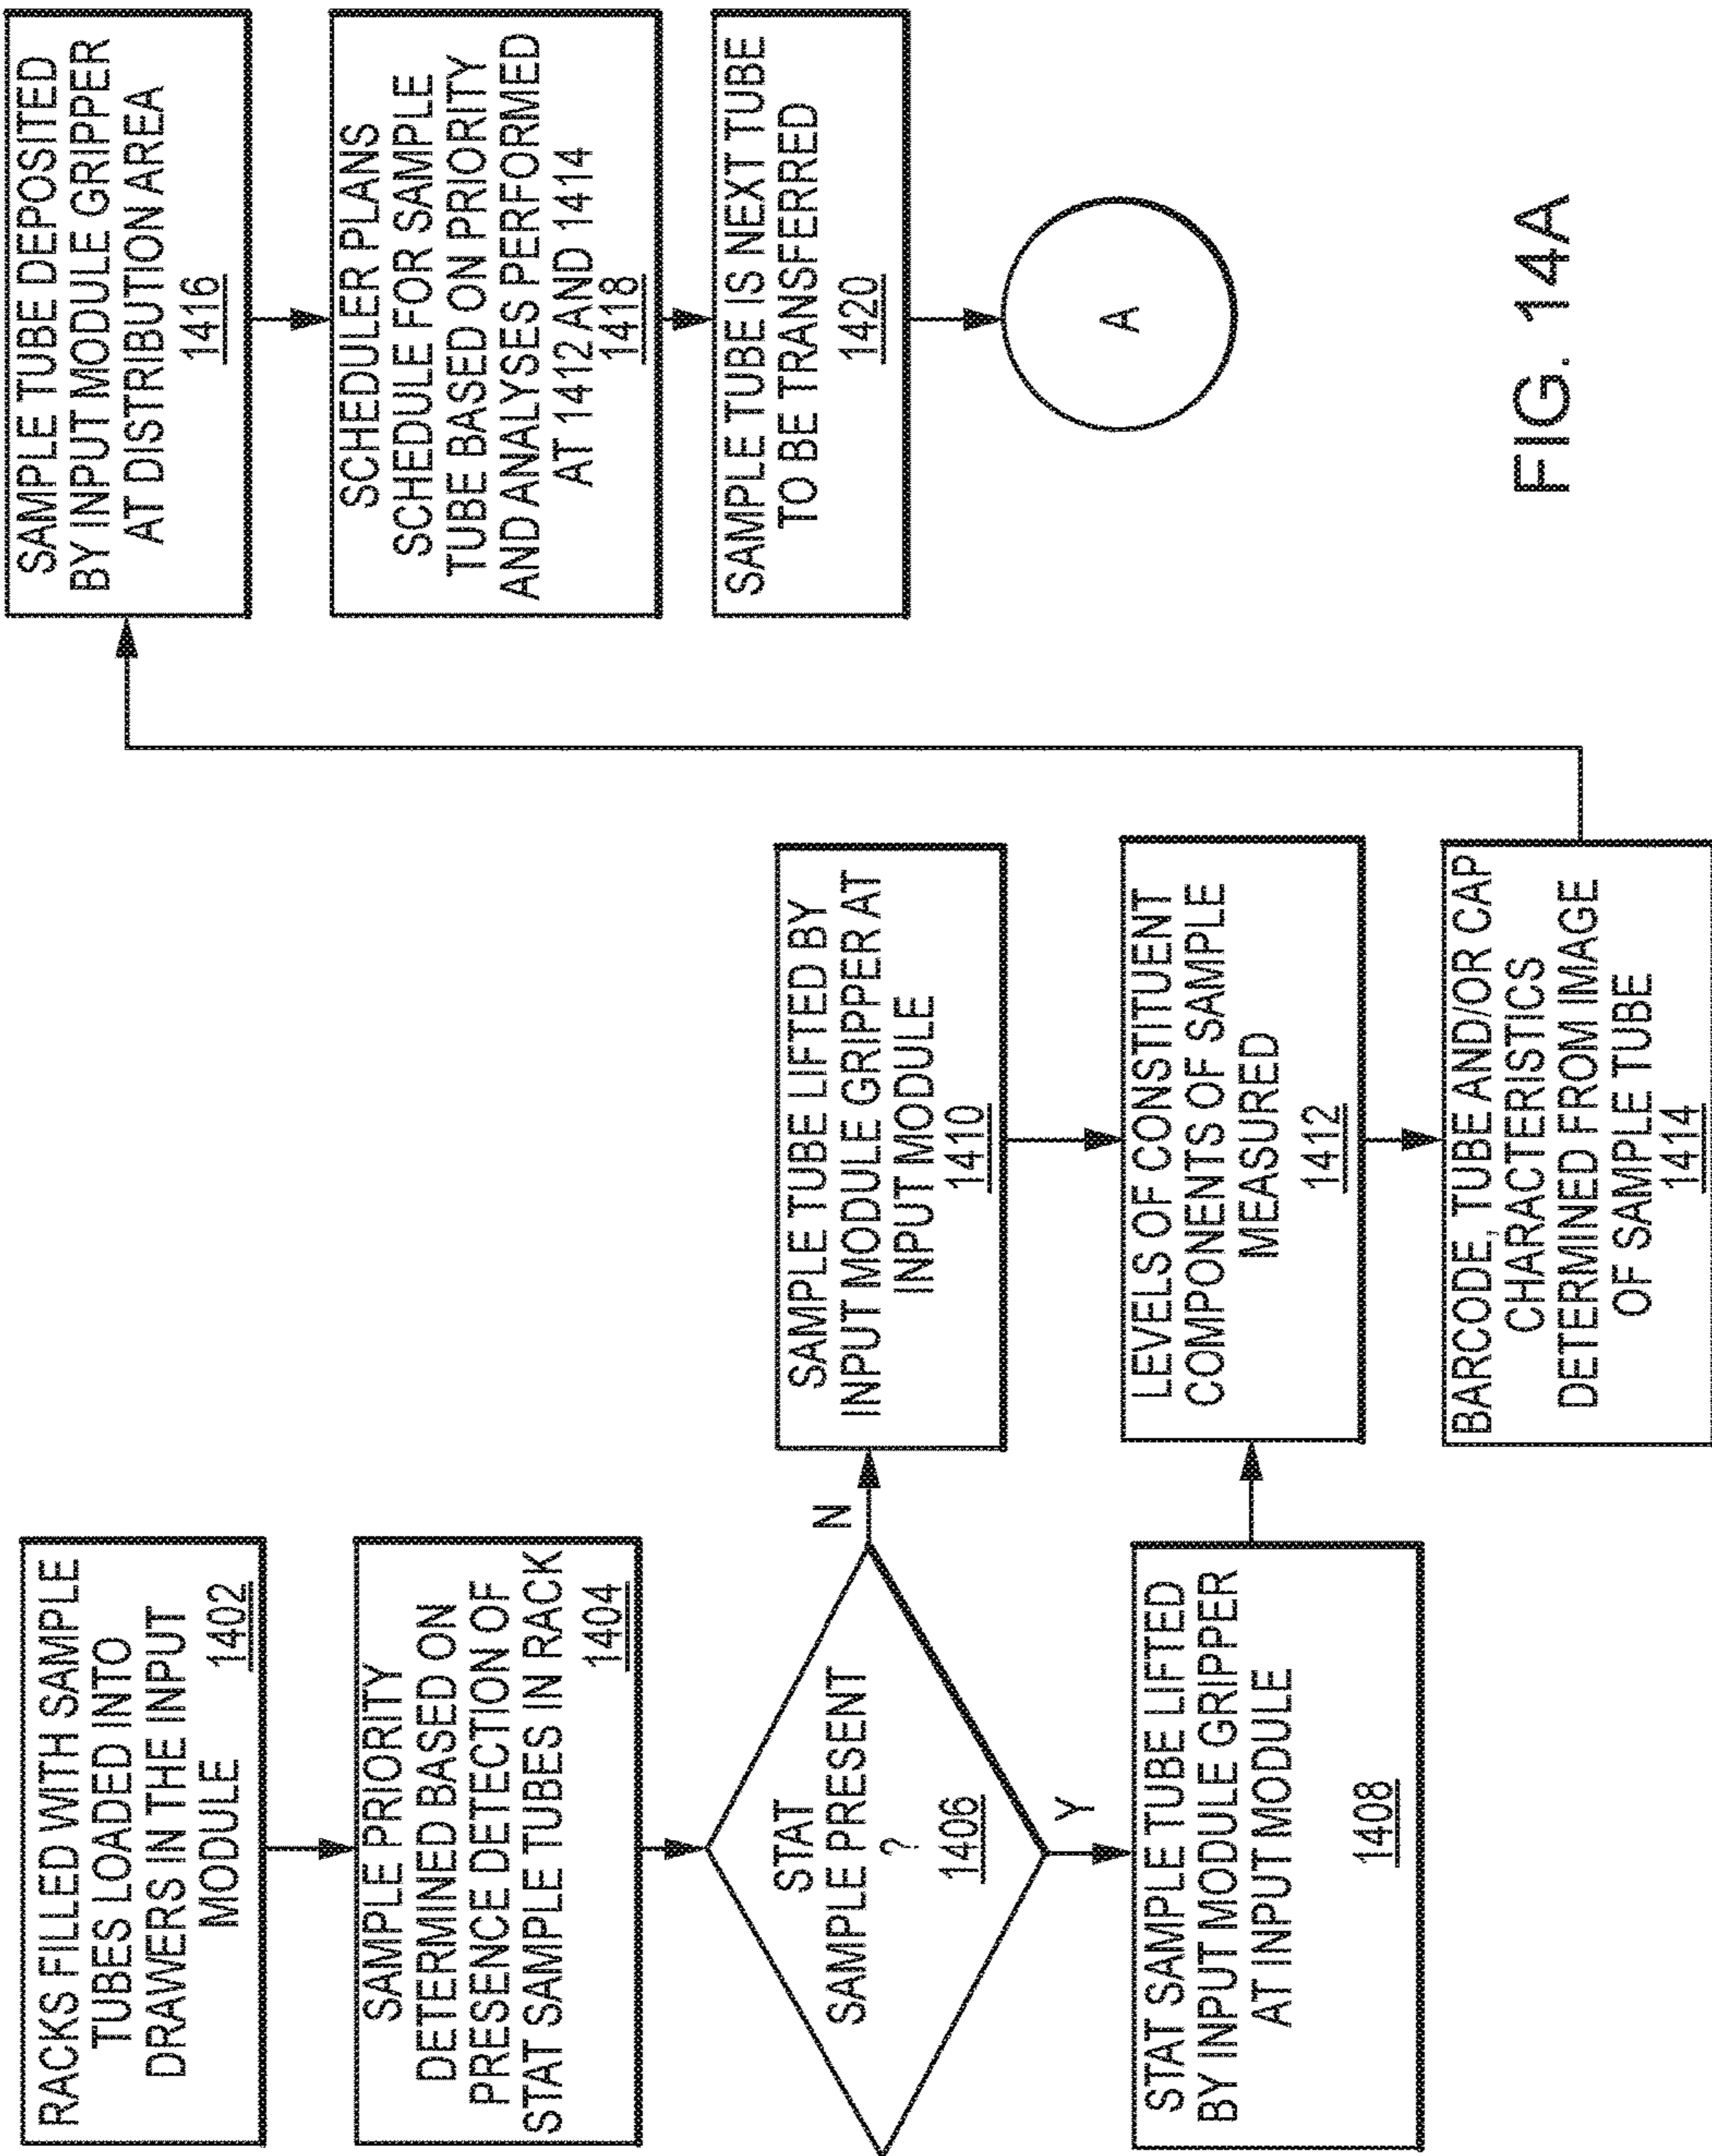 RACKS FILLED WITH SAMPLE
TUBES LOADED INTO
DRAWERS IN THE INPUT
MODULE 1402
SAMPLE PRIORITY
DETERMINED BASED ON
PRESENCE DETECTION OF
STAT SAMPLE TUBES IN RACK
1404
STAT
SAMPLE PRESENT
?
1406
N
Y
STAT SAMPLE TUBE LIFTED
BY INPUT MODULE GRIPPER
AT INPUT MODULE
1408
SAMPLE TUBE LIFTED BY
INPUT MODULE GRIPPER AT
INPUT MODULE
1410
LEVELS OF CONSTITUENT
COMPONENTS OF SAMPLE
MEASURED
1412
BARCODE, TUBE AND/OR CAP
CHARACTERISTICS
DETERMINED FROM IMAGE
OF SAMPLE TUBE
1414
SAMPLE TUBE DEPOSITED
BY INPUT MODULE GRIPPER
AT DISTRIBUTION AREA
1416
SCHEDULER PLANS
SCHEDULE FOR SAMPLE
TUBE BASED ON PRIORITY
AND ANALYSES PERFORMED
AT 1412 AND 1414
1418
SAMPLE TUBE IS NEXT TUBE
TO BE TRANSFERRED
1420
A
FIG. 14A